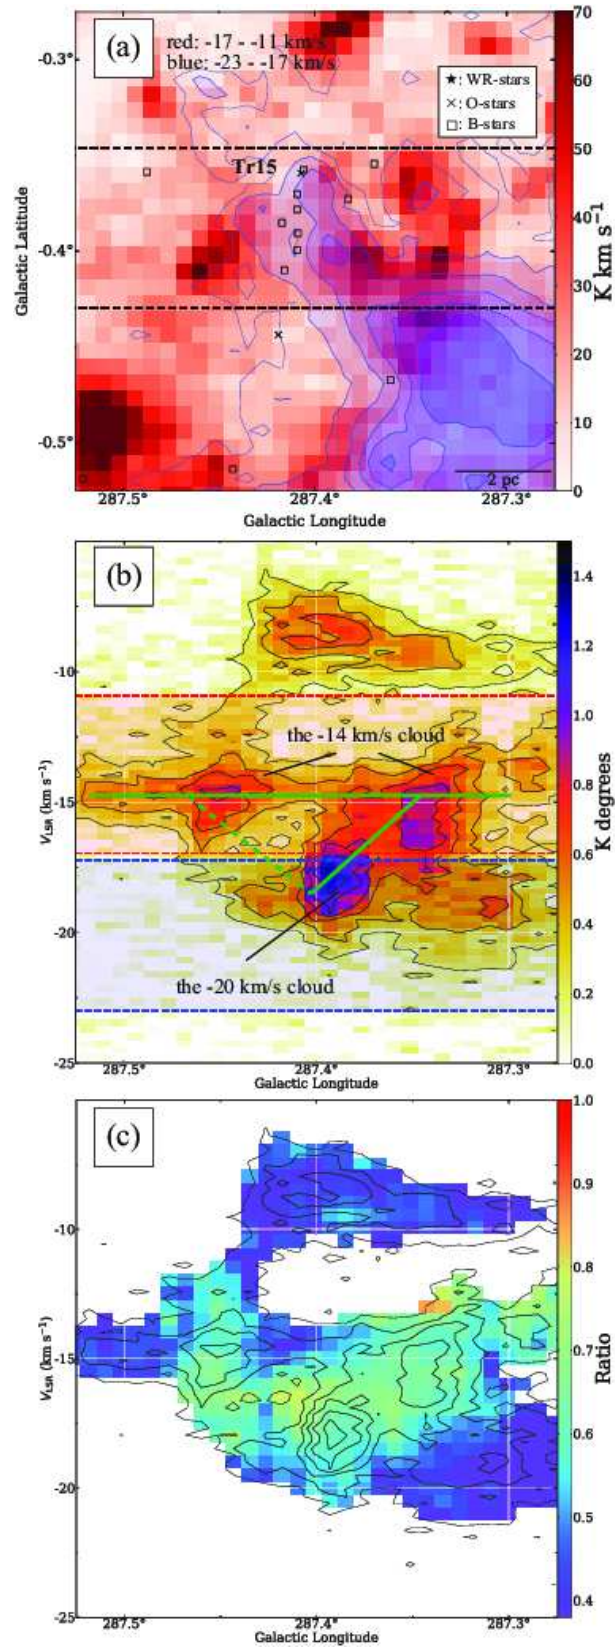 (a)
red: -17 - -11 km/s
blue: -23 - -17 km/s
★: WR-stars
×: O-stars
□: B-stars
Tr15
2 pc
-0.3°
-0.4°
-0.5°
Galactic Latitude
287.5°
287.4°
287.3°
Galactic Longitude
70
60
50
40
30
20
10
0
K km s⁻¹
(b)
the -14 km/s cloud
the -20 km/s cloud
-10
-15
-20
-25
V_LSR (km s⁻¹)
287.5°
287.4°
287.3°
Galactic Longitude
1.4
1.2
1.0
0.8
0.6
0.4
0.2
0.0
K degrees
(c)
-10
-15
-20
-25
V_LSR (km s⁻¹)
287.5°
287.4°
287.3°
Galactic Longitude
1.0
0.9
0.8
0.7
0.6
0.5
0.4
Ratio